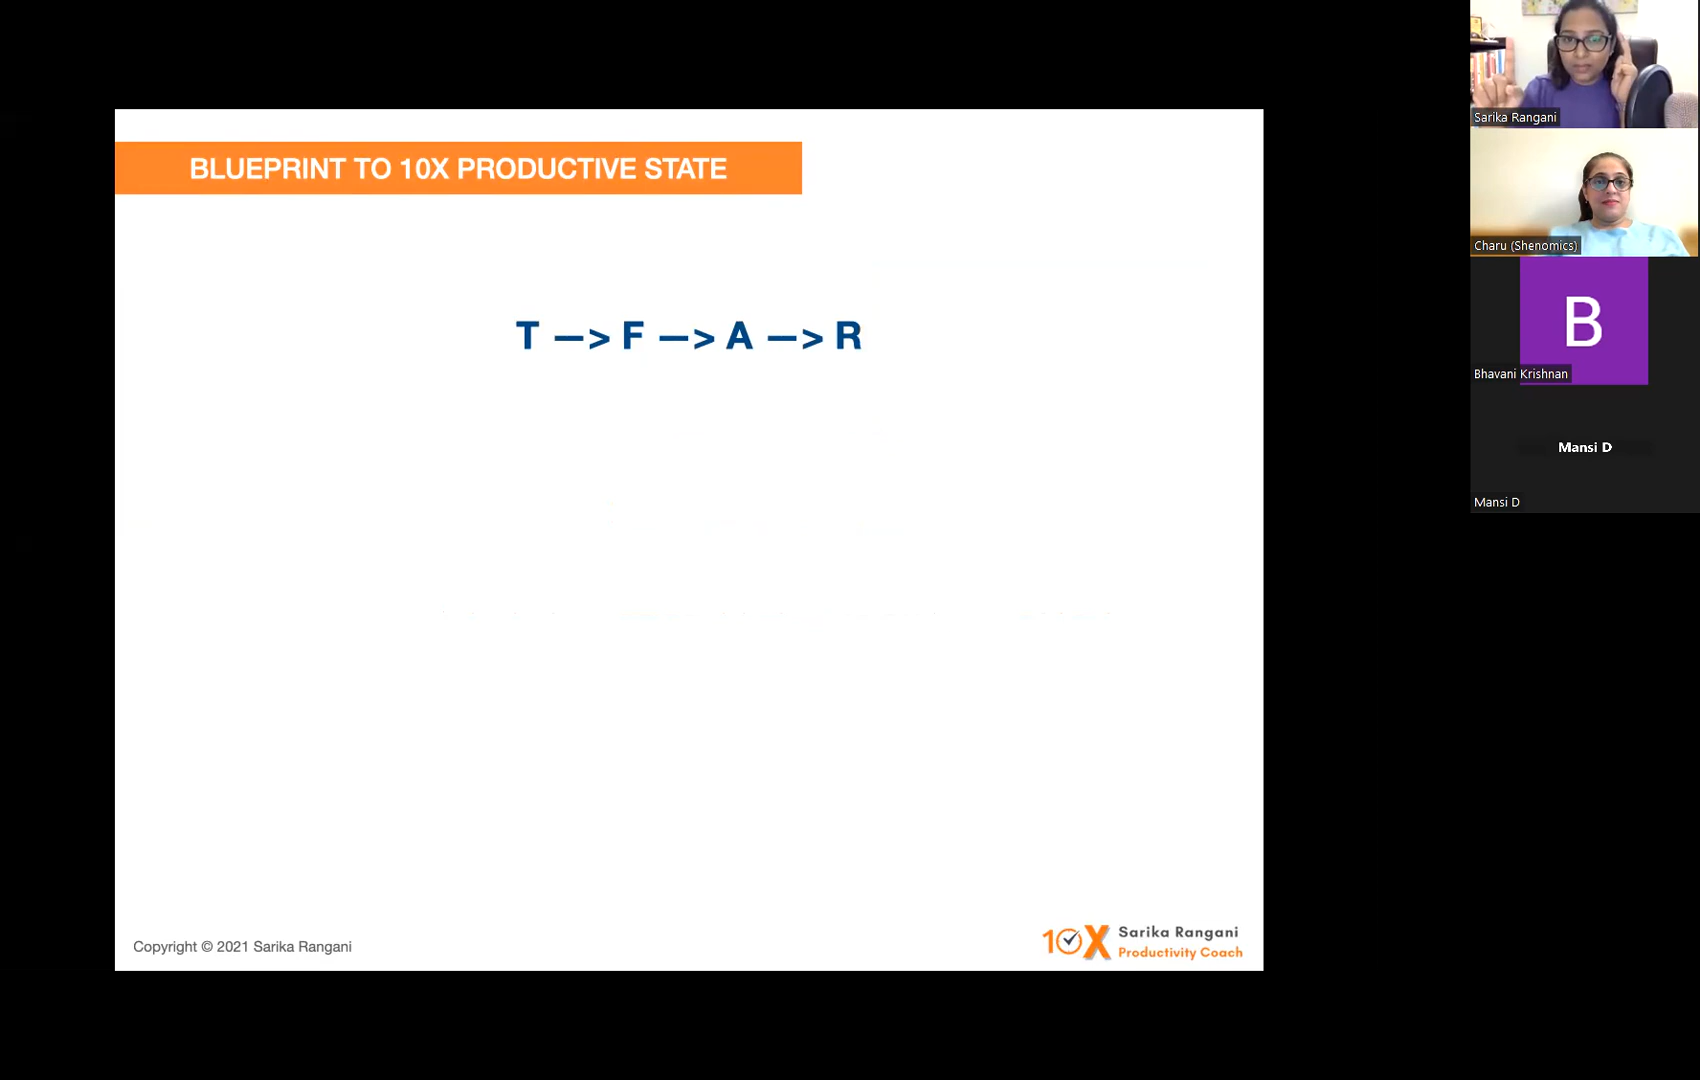 BLUEPRINT TO 10X PRODUCTIVE STATE
T —> F —> A —> R
Copyright © 2021 Sarika Rangani
10X Sarika Rangani
Productivity Coach
Sarika Rangani
Charu (Shenomics)
B
Bhavani Krishnan
Mansi D
Mansi D